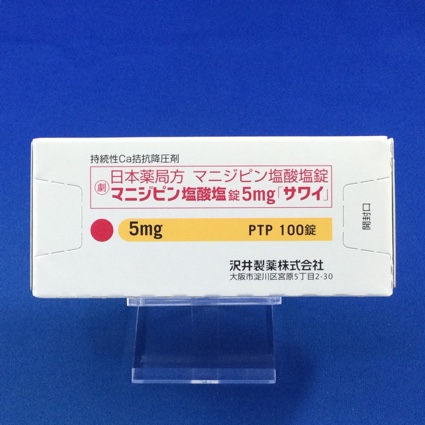 持続性Ca拮抗降圧剤
日本薬局方 マニジピン塩酸塩錠
劇 マニジピン塩酸塩錠5mg「サワイ」
5mg PTP 100錠
開封口
沢井製薬株式会社
大阪市淀川区宮原5丁目2-30